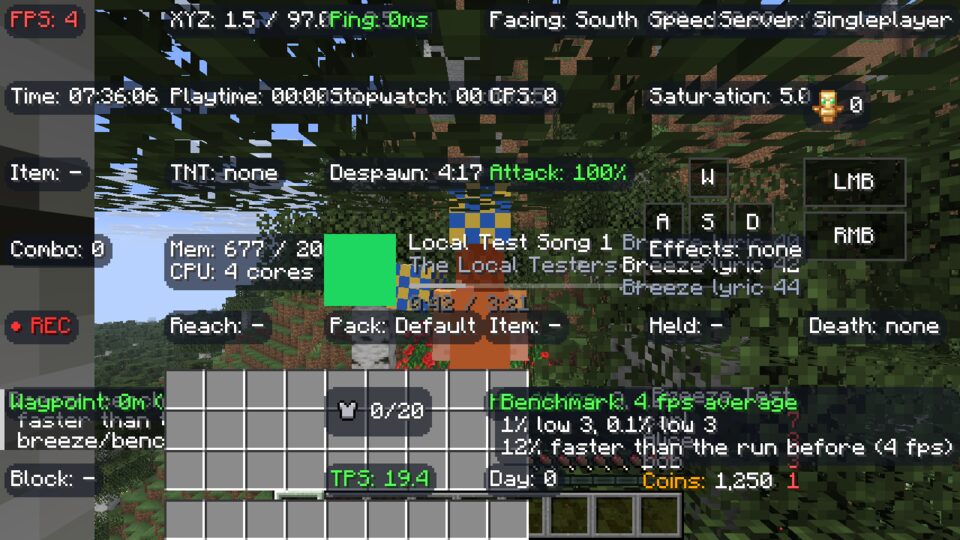 FPS: 4
XYZ: 1.5 / 97.0
Ping: 0ms
Facing: South
Speed
Server: Singleplayer
Time: 07:36:06
Playtime: 00:00
Stopwatch: 00:00
CPS: 0
Saturation: 5.0
0
Item: -
TNT: none
Despawn: 4:17
Attack: 100%
W
LMB
A S D
RMB
Combo: 0
Mem: 677 / 20
CPU: 4 cores
Local Test Song 1
The Local Testers
0:42 / 3:21
Effects: none
Breeze lyric 42
Breeze lyric 44
• REC
Reach: -
Pack: Default
Item: -
Held: -
Death: none
Waypoint: 0m
faster than
breeze/benc
0/20
Breeze Test
Benchmark: 4 fps average
1% low 3, 0.1% low 3
12% faster than the run before (4 fps)
Block: -
TPS: 19.4
Day: 0
Coins: 1,250
1